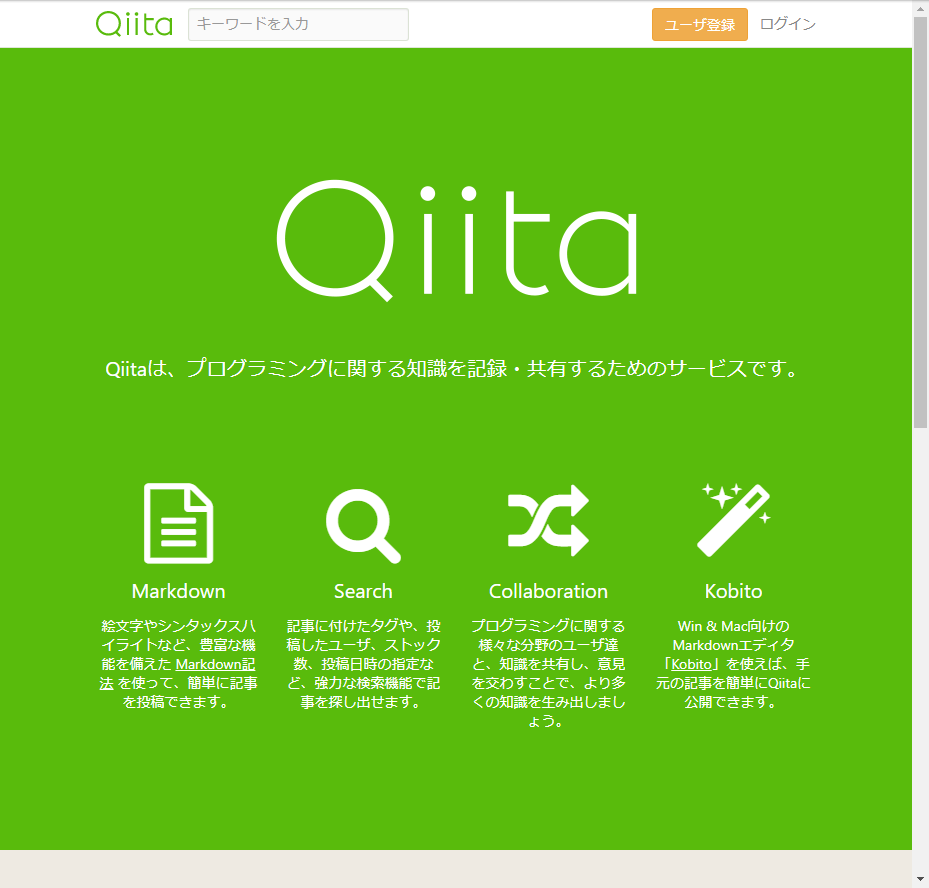 Qiita キーワードを入力 ユーザ登録 ログイン
Qiita
Qiitaは、プログラミングに関する知識を記録・共有するためのサービスです。
Markdown
絵文字やシンタックスハ
イライトなど、豊富な機
能を備えた Markdown記
法 を使って、簡単に記事
を投稿できます。
Search
記事に付けたタグや、投
稿したユーザ、ストック
数、投稿日時の指定な
ど、強力な検索機能で記
事を探し出せます。
Collaboration
プログラミングに関する
様々な分野のユーザ達
と、知識を共有し、意見
を交わすことで、より多
くの知識を生み出しまし
ょう。
Kobito
Win & Mac向けの
Markdownエディタ
「Kobito」を使えば、手
元の記事を簡単にQiitaに
公開できます。